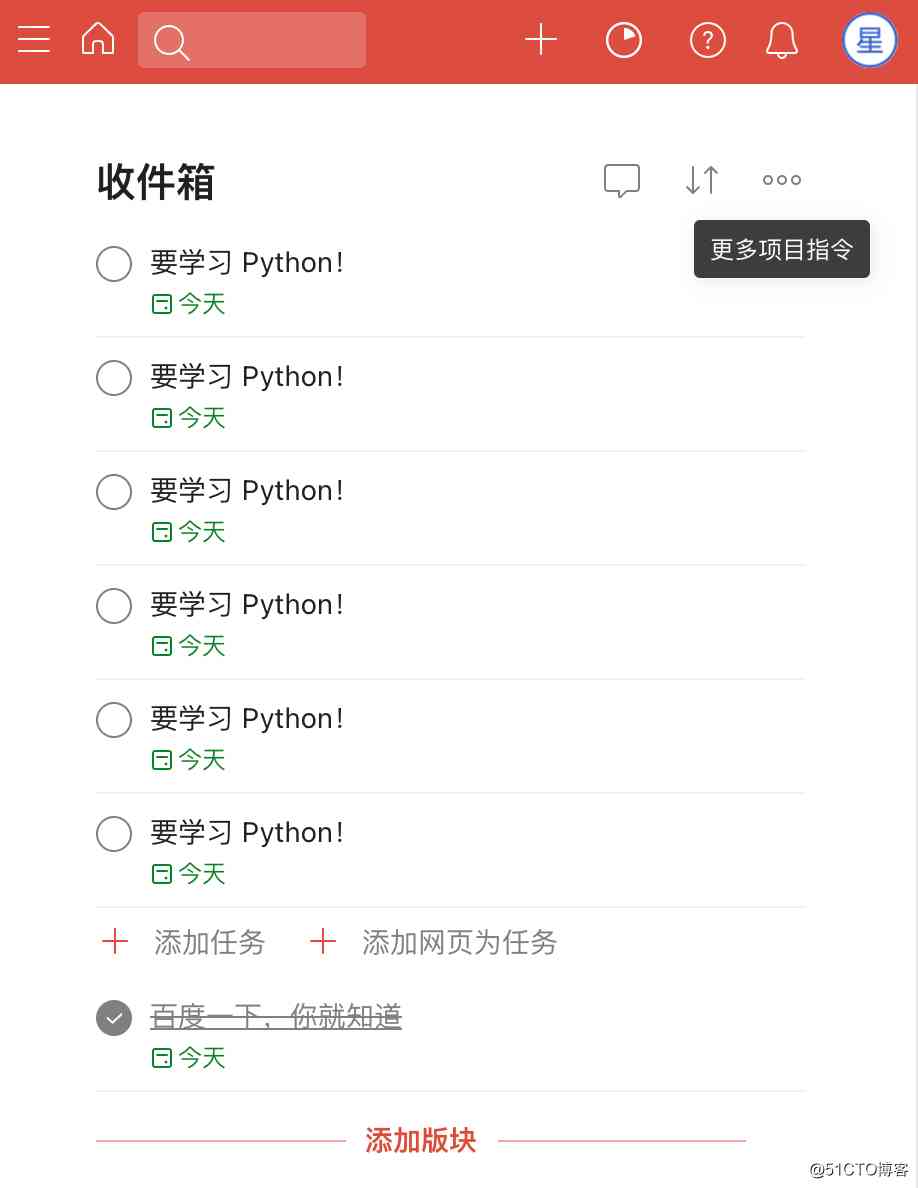 星
收件箱
更多项目指令
要学习 Python！
今天
要学习 Python！
今天
要学习 Python！
今天
要学习 Python！
今天
要学习 Python！
今天
要学习 Python！
今天
添加任务 添加网页为任务
百度一下，你就知道
今天
添加版块
@51CTO博客